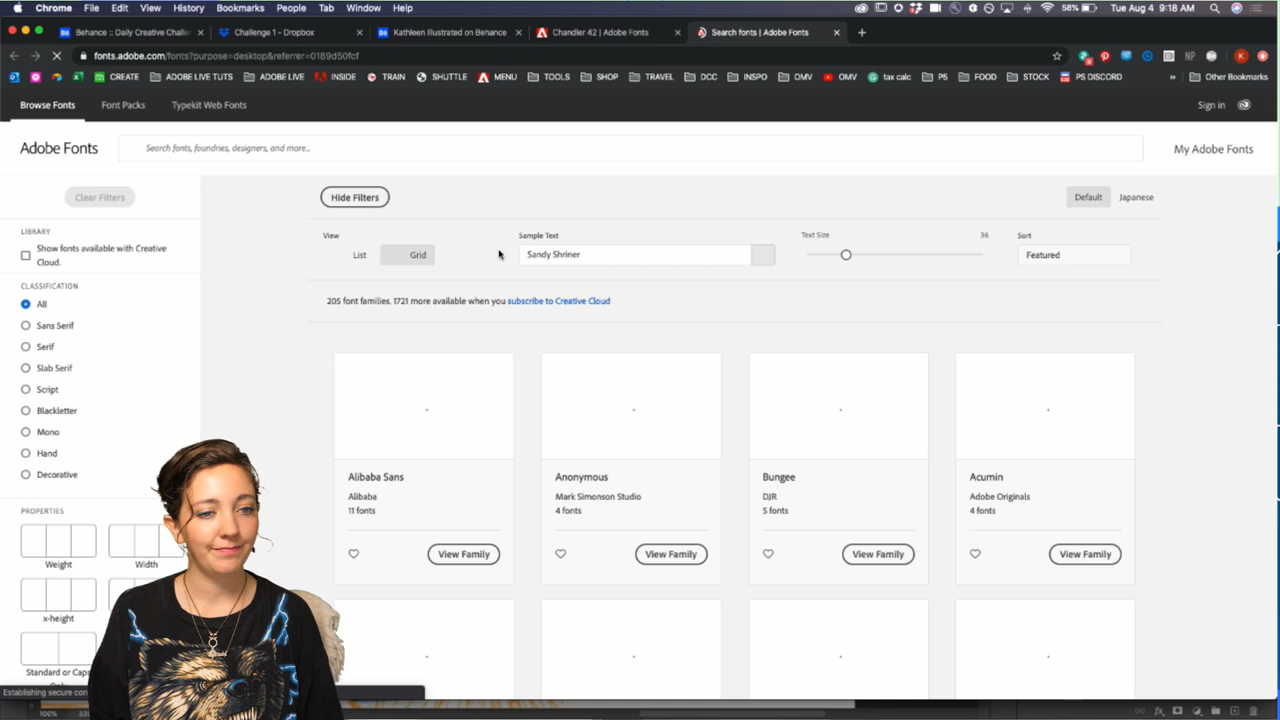 Chrome File Edit View History Bookmarks People Tab Window Help 58% Tue Aug 4 9:18 AM
Behance :: Daily Creative Challe × Challenge 1 - Dropbox × Kathleen Illustrated on Behance × Chandler 42 | Adobe Fonts × Search fonts | Adobe Fonts × +
fonts.adobe.com/fonts?purpose=desktop&referrer=0189d50fcf
CREATE ADOBE LIVE TUTS ADOBE LIVE INSIDE TRAIN SHUTTLE MENU TOOLS SHOP TRAVEL DCC INSPO OMV OMV tax calc P6 FOOD STOCK PS DISCORD » Other Bookmarks
Browse Fonts Font Packs Typekit Web Fonts Sign in
Adobe Fonts Search fonts, foundries, designers, and more... My Adobe Fonts
Clear Filters Hide Filters Default Japanese
LIBRARY View Sample Text Text Size 36 Sort
Show fonts available with Creative
Cloud.
List Grid Sandy Shriner Featured
CLASSIFICATION
All
205 font families. 1721 more available when you subscribe to Creative Cloud
Sans Serif
Serif
Slab Serif
Script
Blackletter
Mono
Hand
Decorative
Alibaba Sans Anonymous Bungee Acumin
Alibaba Mark Simonson Studio DJR Adobe Originals
11 fonts 4 fonts 5 fonts 4 fonts
View Family View Family View Family View Family
PROPERTIES
Weight Width
x-height
Standard or Caps
Establishing secure con
100%